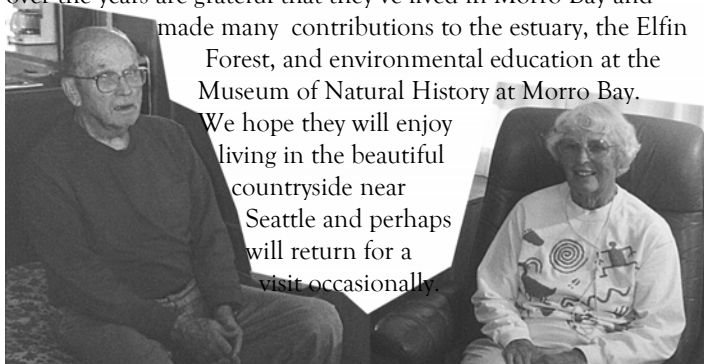 over the years are grateful that they've lived in Morro Bay and
made many contributions to the estuary, the Elfin
Forest, and environmental education at the
Museum of Natural History at Morro Bay.
We hope they will enjoy
living in the beautiful
countryside near
Seattle and perhaps
will return for a
visit occasionally.